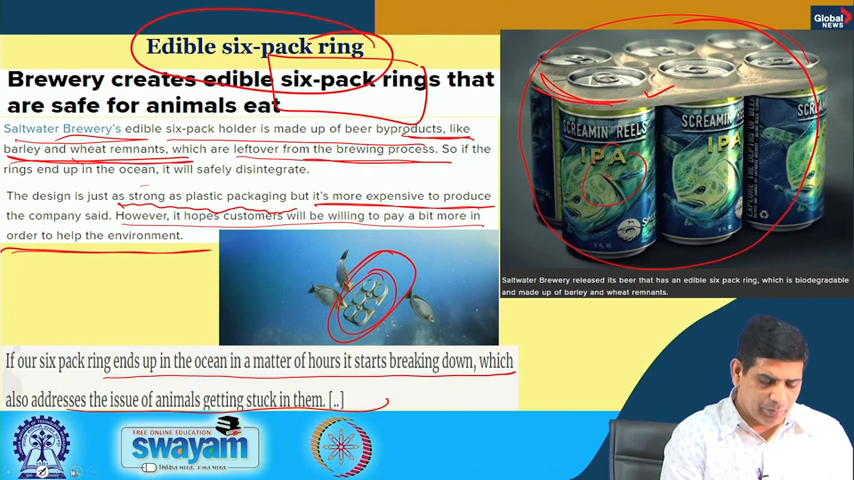 Global
NEWS
Edible six-pack ring
Brewery creates edible six-pack rings that
are safe for animals eat
Saltwater Brewery's edible six-pack holder is made up of beer byproducts, like
barley and wheat remnants, which are leftover from the brewing process. So if the
rings end up in the ocean, it will safely disintegrate.
The design is just as strong as plastic packaging but it's more expensive to produce
the company said. However, it hopes customers will be willing to pay a bit more in
order to help the environment.
SCREAMIN' REELS
IPA
SCREAMIN' REELS
IPA
Saltwater Brewery released its beer that has an edible six pack ring, which is biodegradable
and made up of barley and wheat remnants.
If our six pack ring ends up in the ocean in a matter of hours it starts breaking down, which
also addresses the issue of animals getting stuck in them. [..]
FREE ONLINE EDUCATION
swayam